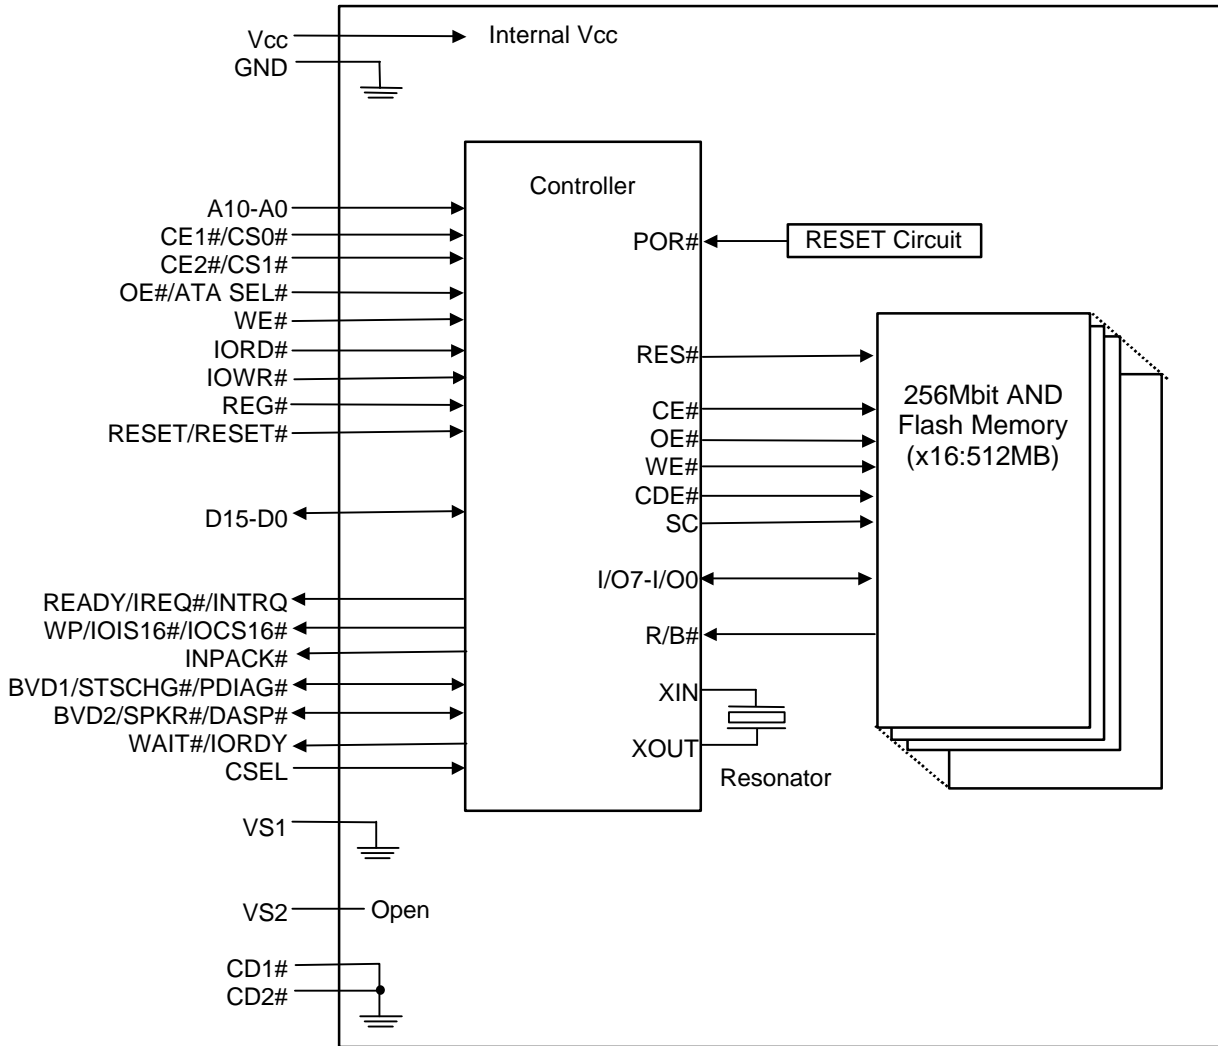 Vcc
Internal Vcc
GND
Controller
A10-A0
CE1#/CS0#
CE2#/CS1#
OE#/ATA SEL#
WE#
IORD#
IOWR#
REG#
RESET/RESET#
D15-D0
READY/IREQ#/INTRQ
WP/IOIS16#/IOCS16#
INPACK#
BVD1/STSCHG#/PDIAG#
BVD2/SPKR#/DASP#
WAIT#/IORDY
CSEL
VS1
VS2
Open
CD1#
CD2#
POR#
RESET Circuit
RES#
CE#
OE#
WE#
CDE#
SC
I/O7-I/O0
R/B#
XIN
XOUT
Resonator
256Mbit AND
Flash Memory
(x16:512MB)